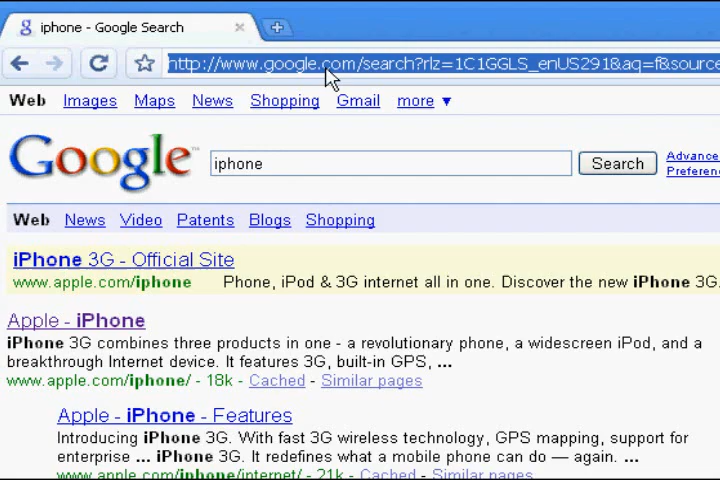 iphone - Google Search
http://www.google.com/search?rlz=1C1GGLS_enUS291&aq=f&source
Web Images Maps News Shopping Gmail more ▼
Google™ iphone Search Advance
Preferen
Web News Video Patents Blogs Shopping
iPhone 3G - Official Site
www.apple.com/iphone Phone, iPod & 3G internet all in one. Discover the new iPhone 3G.
Apple - iPhone
iPhone 3G combines three products in one - a revolutionary phone, a widescreen iPod, and a
breakthrough Internet device. It features 3G, built-in GPS, ...
www.apple.com/iphone/ - 18k - Cached - Similar pages
Apple - iPhone - Features
Introducing iPhone 3G. With fast 3G wireless technology, GPS mapping, support for
enterprise ... iPhone 3G. It redefines what a mobile phone can do — again. ...
www.apple.com/iphone/internet/ - 21k - Cached - Similar pages